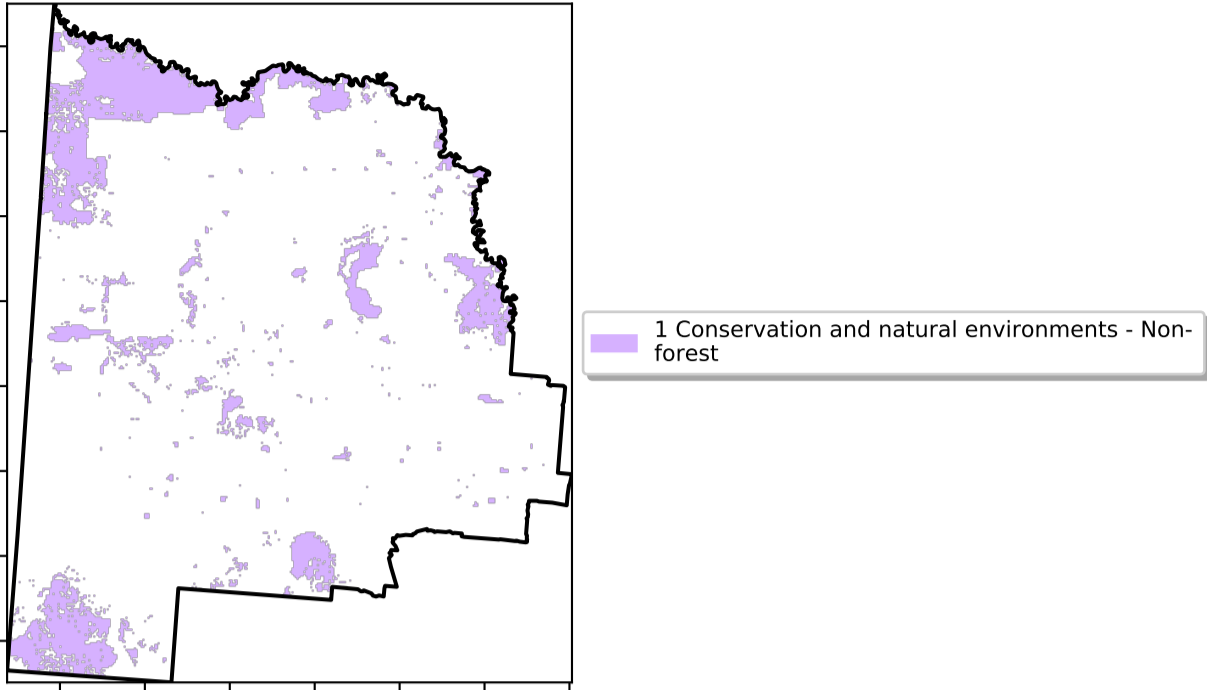 1 Conservation and natural environments - Non-
forest